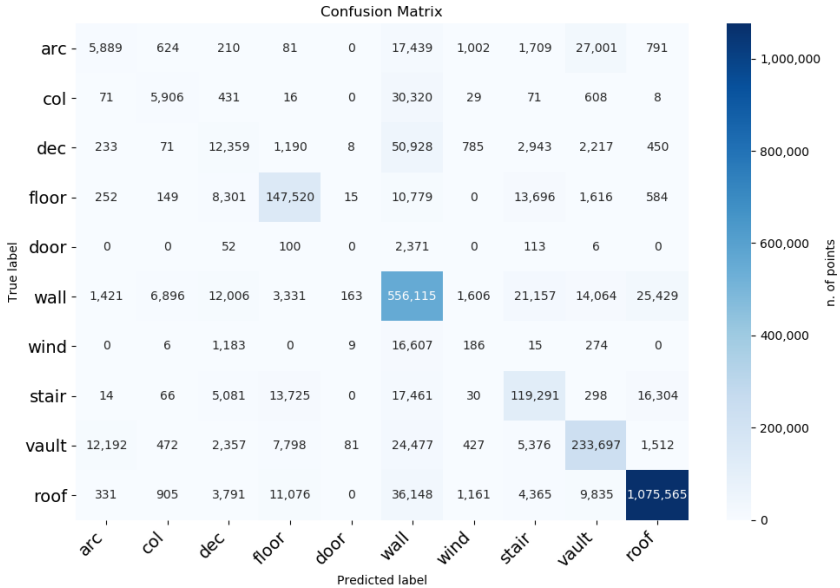 Confusion Matrix
arc 5,889 624 210 81 0 17,439 1,002 1,709 27,001 791
col 71 5,906 431 16 0 30,320 29 71 608 8
dec 233 71 12,359 1,190 8 50,928 785 2,943 2,217 450
floor 252 149 8,301 147,520 15 10,779 0 13,696 1,616 584
door 0 0 52 100 0 2,371 0 113 6 0
wall 1,421 6,896 12,006 3,331 163 556,115 1,606 21,157 14,064 25,429
wind 0 6 1,183 0 9 16,607 186 15 274 0
stair 14 66 5,081 13,725 0 17,461 30 119,291 298 16,304
vault 12,192 472 2,357 7,798 81 24,477 427 5,376 233,697 1,512
roof 331 905 3,791 11,076 0 36,148 1,161 4,365 9,835 1,075,565
arc col dec floor door wall wind stair vault roof
Predicted label
True label
1,000,000
800,000
600,000
400,000
200,000
0
n. of points